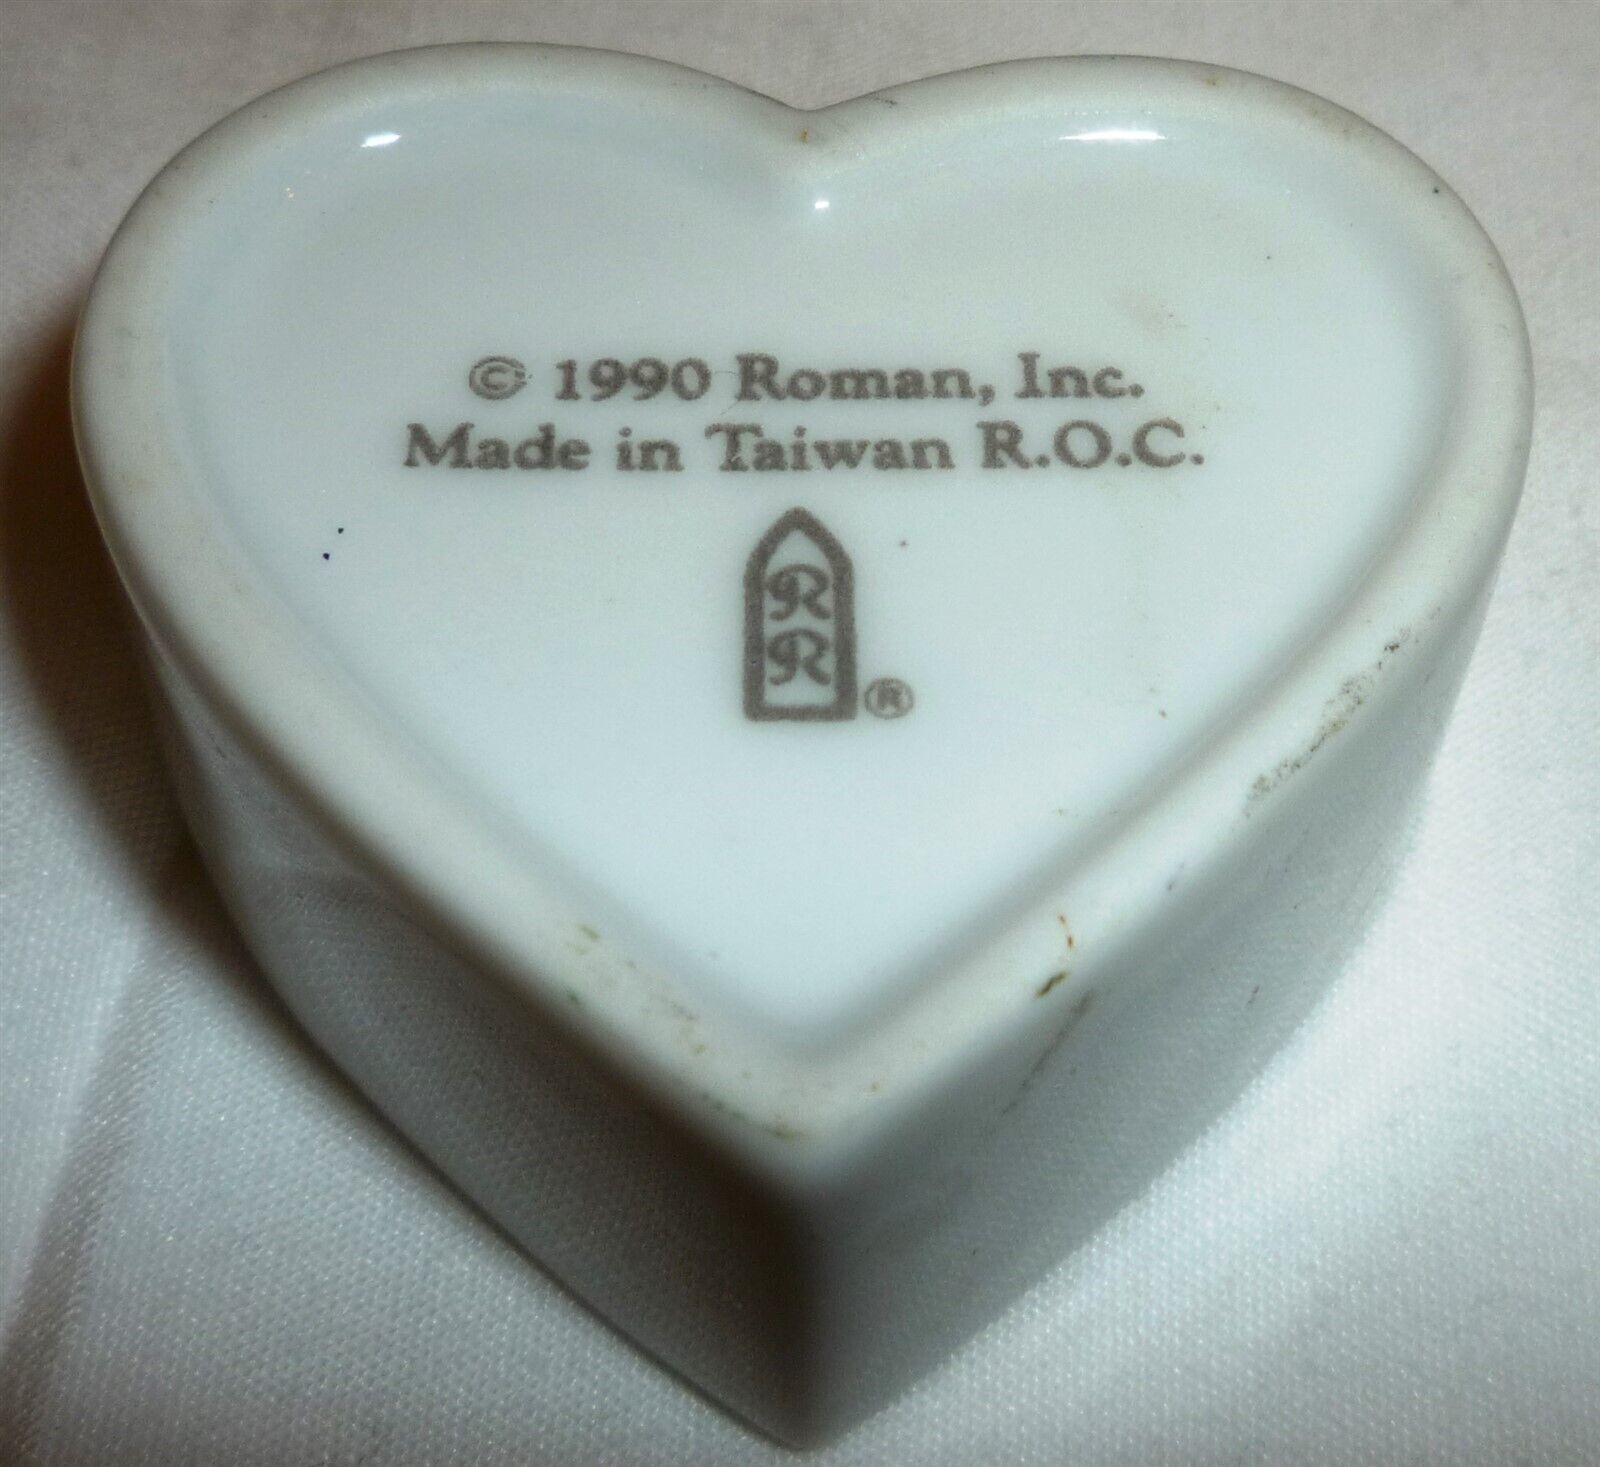 © 1990 Roman, Inc.
Made in Taiwan R.O.C.
R
R ®